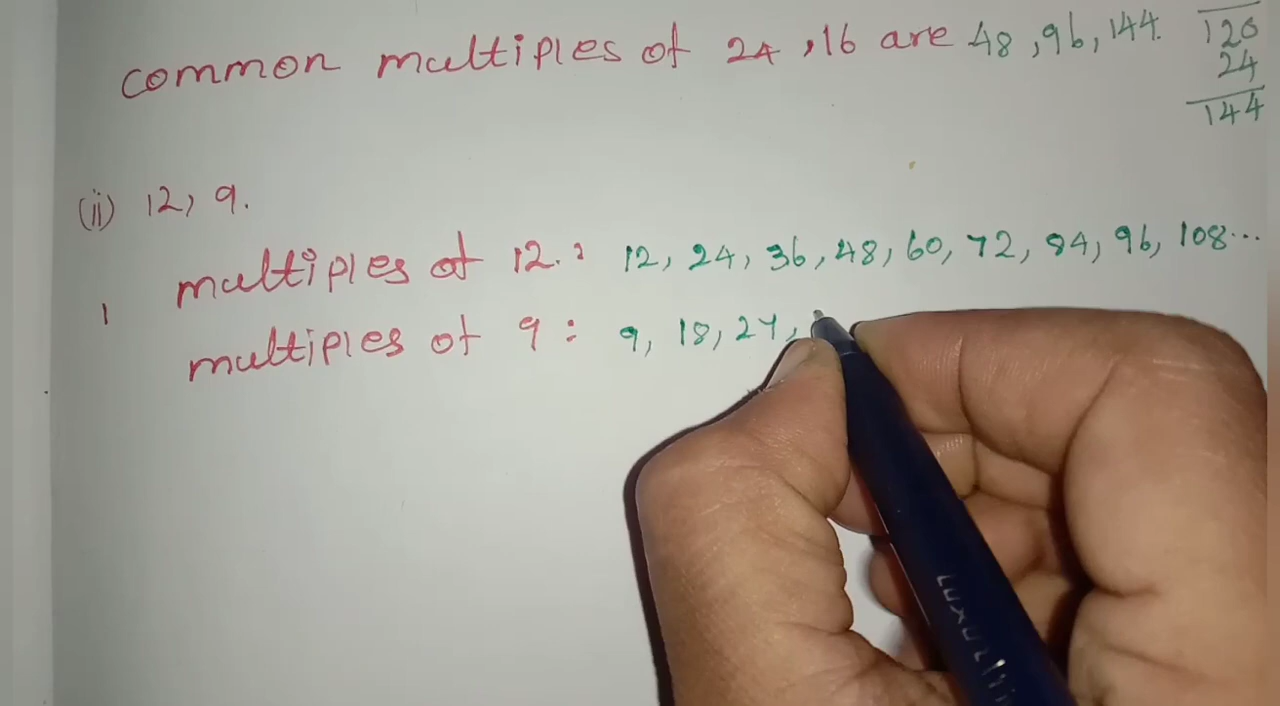 common multiples of 24, 16 are 48, 96, 144.
120
24
144
(ii) 12, 9.
multiples of 12 : 12, 24, 36, 48, 60, 72, 84, 96, 108...
1
multiples of 9 : 9, 18, 27,